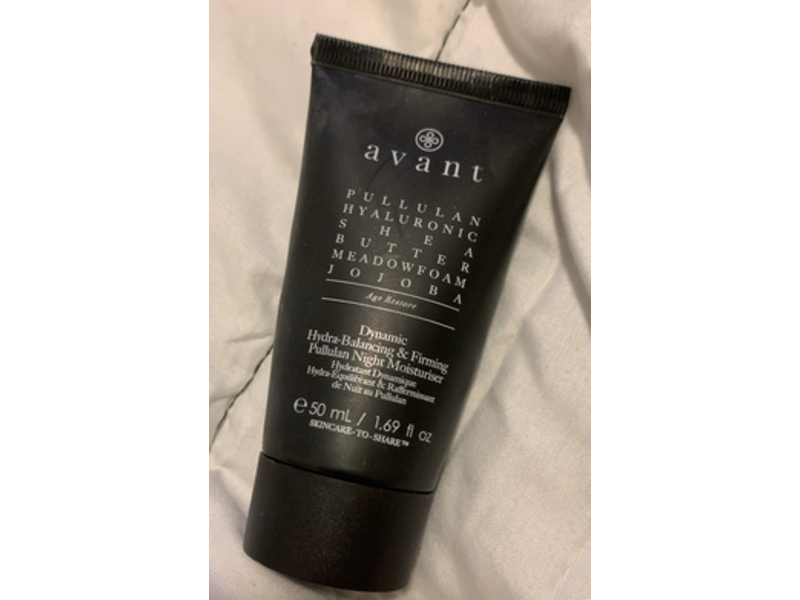 avant
PULLULAN
HYALURONIC
SHEA
BUTTER
MEADOWFOAM
JOJOBA
Age Restore
Dynamic
Hydra-Balancing & Firming
Pullulan Night Moisturiser
Hydratant Dynamique
Hydra-Équilibrant & Raffermissant
de Nuit au Pullulan
℮ 50 mL / 1.69 fl oz
SKINCARE-TO-SHARE™